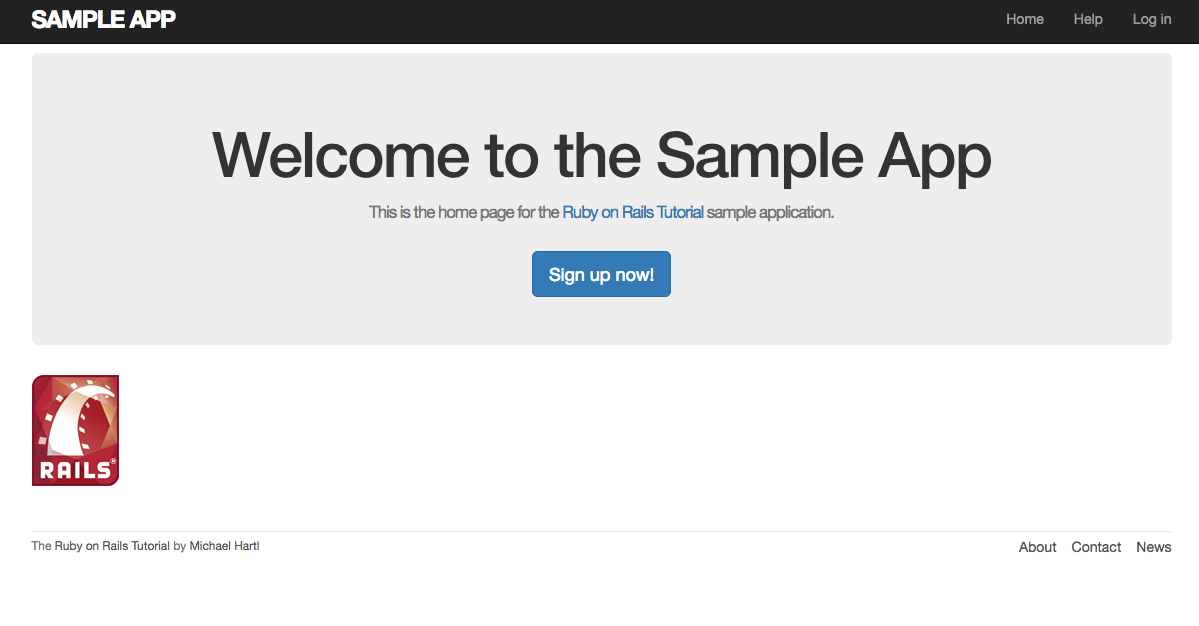 SAMPLE APP Home Help Log in
Welcome to the Sample App
This is the home page for the Ruby on Rails Tutorial sample application.
Sign up now!
RAILS®
The Ruby on Rails Tutorial by Michael Hartl About Contact News